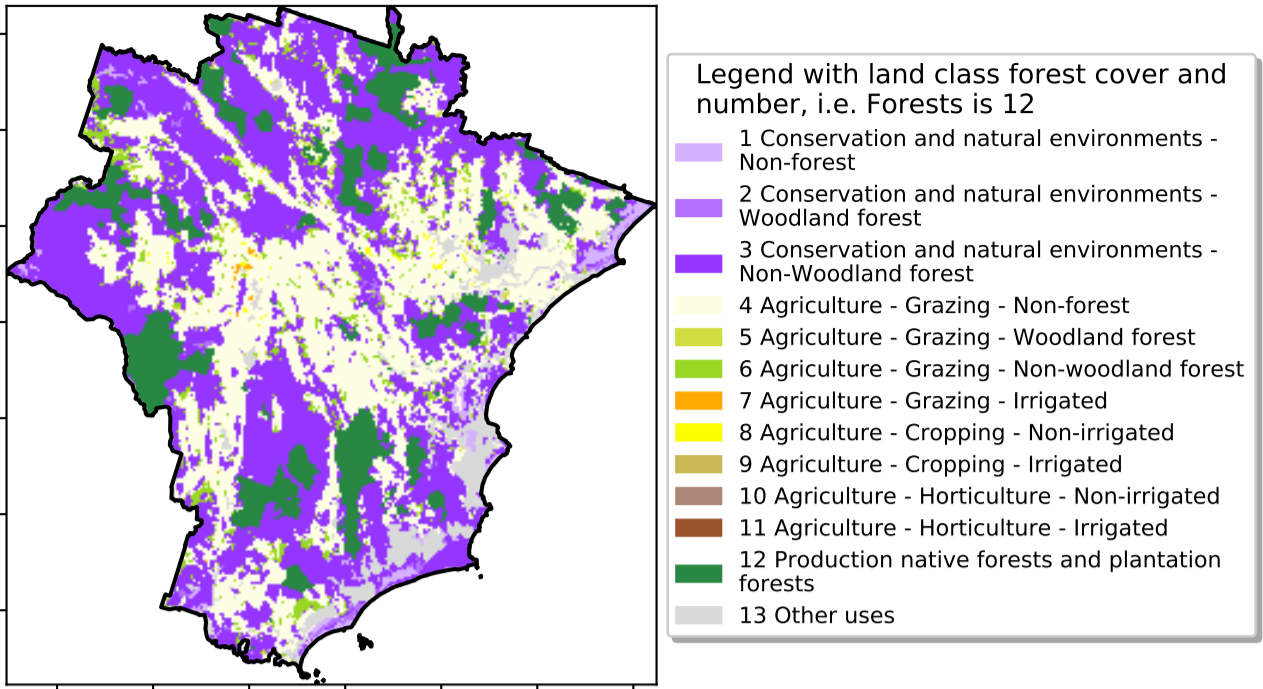 Legend with land class forest cover and
number, i.e. Forests is 12
1 Conservation and natural environments -
Non-forest
2 Conservation and natural environments -
Woodland forest
3 Conservation and natural environments -
Non-Woodland forest
4 Agriculture - Grazing - Non-forest
5 Agriculture - Grazing - Woodland forest
6 Agriculture - Grazing - Non-woodland forest
7 Agriculture - Grazing - Irrigated
8 Agriculture - Cropping - Non-irrigated
9 Agriculture - Cropping - Irrigated
10 Agriculture - Horticulture - Non-irrigated
11 Agriculture - Horticulture - Irrigated
12 Production native forests and plantation
forests
13 Other uses